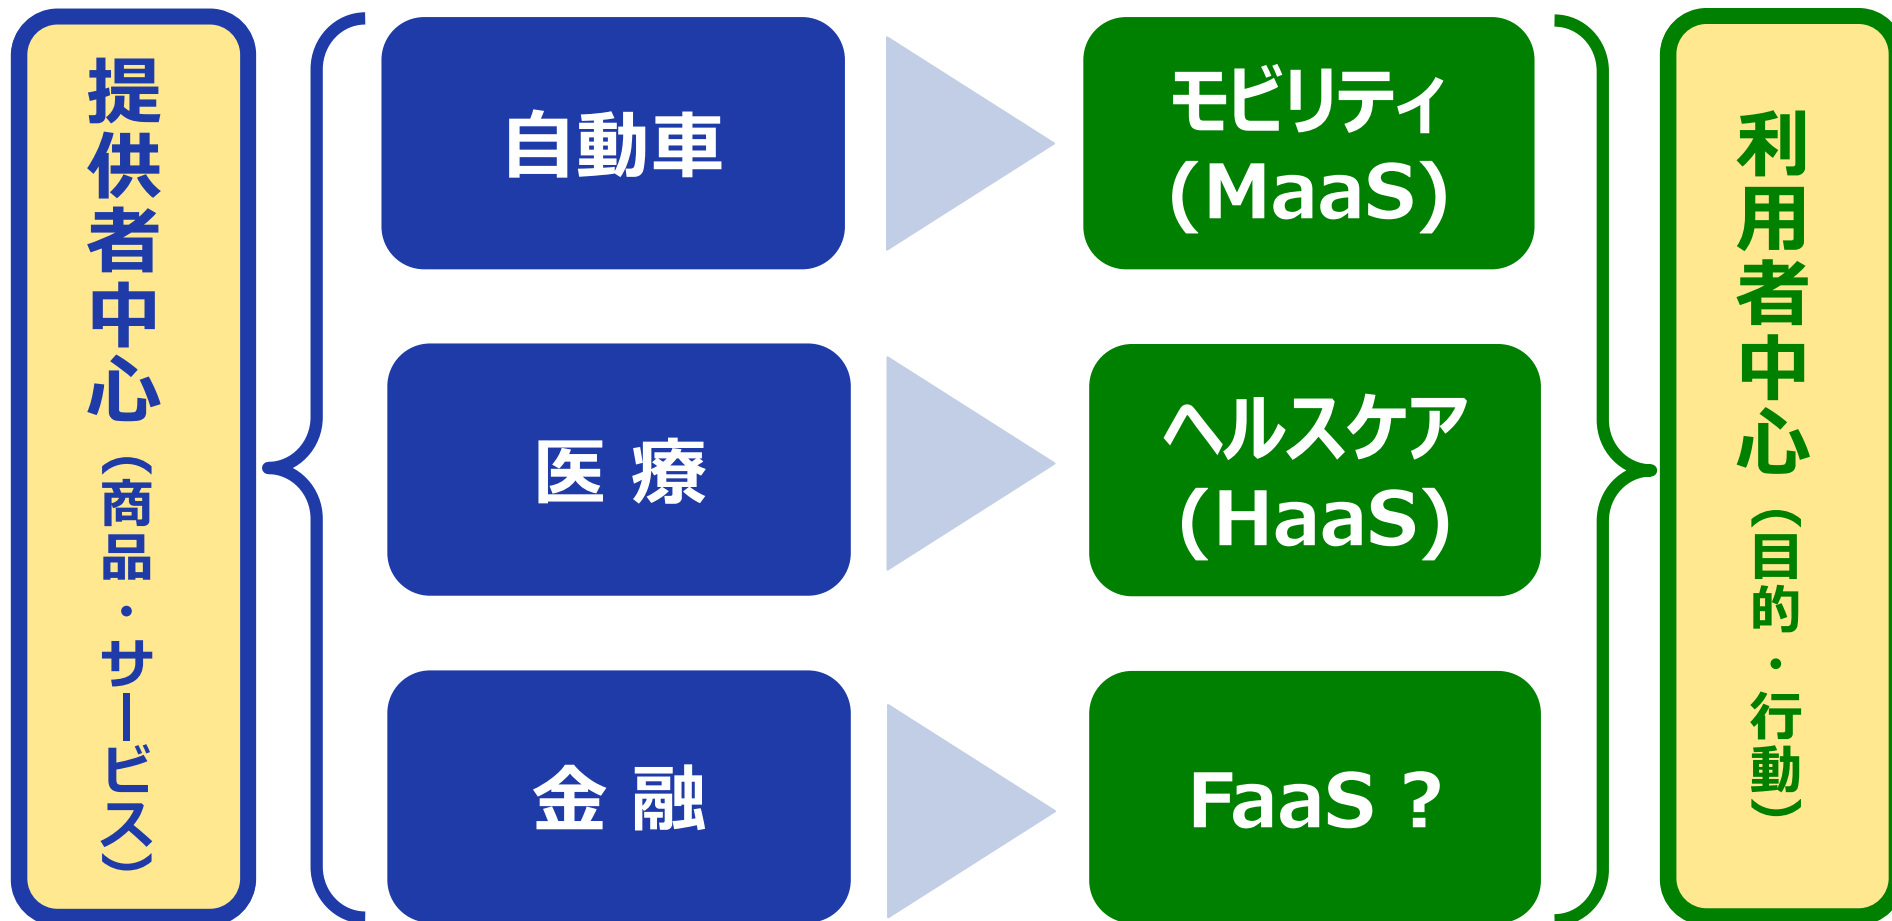 提供者中心（商品・サービス）
自動車
モビリティ
(MaaS)
医 療
ヘルスケア
(HaaS)
金 融
FaaS ?
利用者中心（目的・行動）